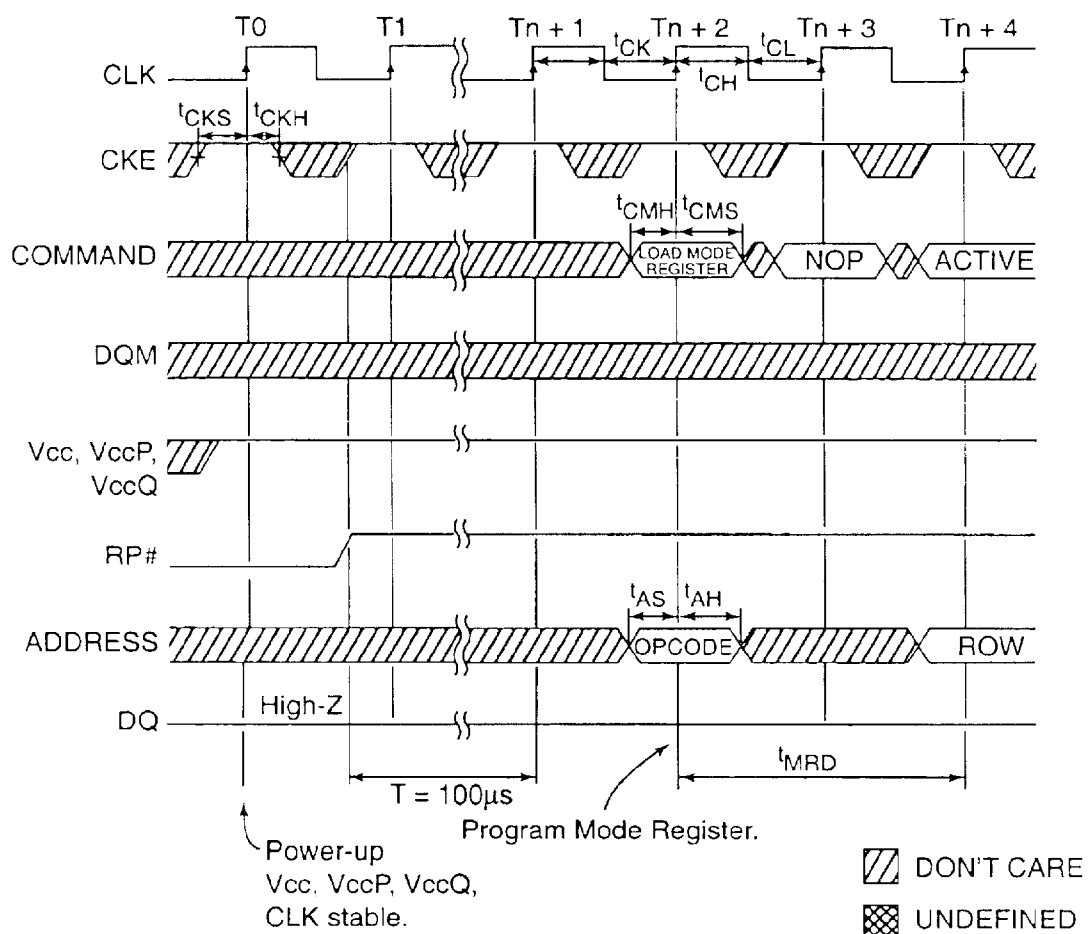 T0 T1 Tn + 1 tCK Tn + 2 tCL Tn + 3 Tn + 4
CLK
tCH
tCKS tCKH
CKE
tCMH tCMS
COMMAND LOAD MODE REGISTER NOP ACTIVE
DQM
Vcc, VccP,
VccQ
RP#
tAS tAH
ADDRESS OPCODE ROW
High-Z
DQ
tMRD
T = 100µs
Program Mode Register.
Power-up
Vcc, VccP, VccQ,
CLK stable.
DON'T CARE
UNDEFINED